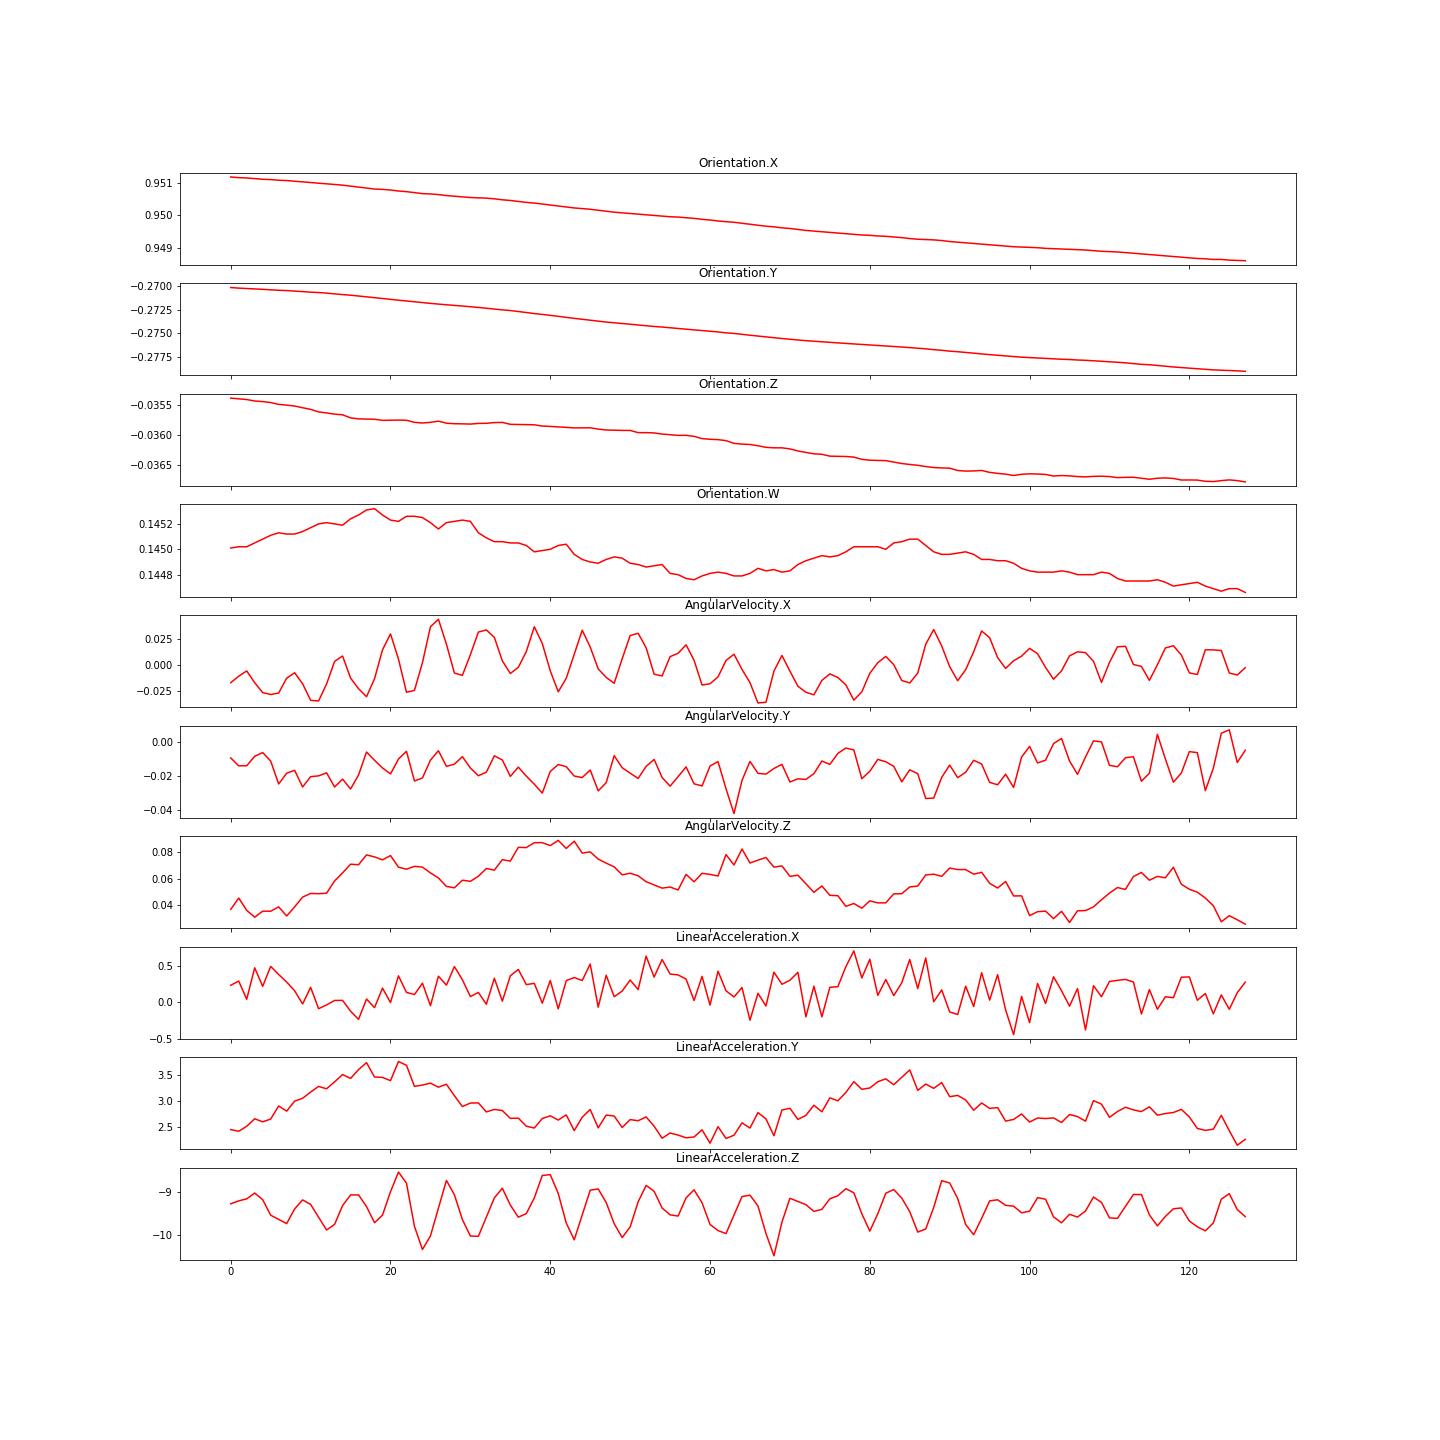 Orientation.X
0.951
0.950
0.949
Orientation.Y
−0.2700
−0.2725
−0.2750
−0.2775
Orientation.Z
−0.0355
−0.0360
−0.0365
Orientation.W
0.1452
0.1450
0.1448
AngularVelocity.X
0.025
0.000
−0.025
AngularVelocity.Y
0.00
−0.02
−0.04
AngularVelocity.Z
0.08
0.06
0.04
LinearAcceleration.X
0.5
0.0
−0.5
LinearAcceleration.Y
3.5
3.0
2.5
LinearAcceleration.Z
−9
−10
0 20 40 60 80 100 120